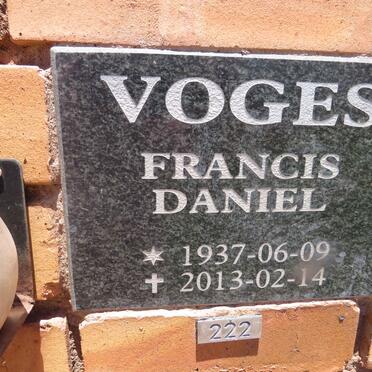 VOGES
FRANCIS
DANIEL
✶ 1937-06-09
✝ 2013-02-14
222